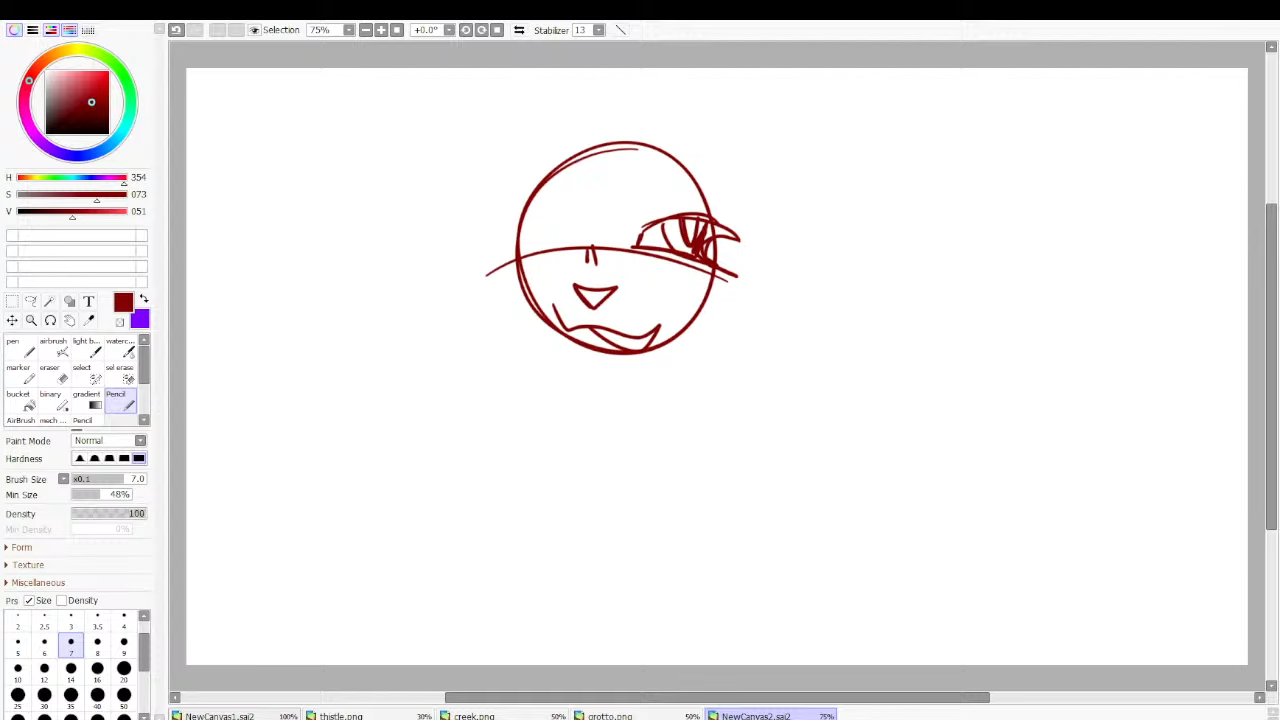 Selection 75% +0.0° Stabilizer 13
H 354
S 073
V 051
T
pen airbrush light b... waterc...
marker eraser select sel erase
bucket binary gradient Pencil
AirBrush mech ... Pencil
Paint Mode Normal
Hardness
Brush Size x0.1 7.0
Min Size 48%
Density 100
Min Density 0%
Form
Texture
Miscellaneous
Prs Size Density
2 2.5 3 3.5 4
5 6 7 8 9
10 12 14 16 20
25 30 35 40 50
NewCanvas1.sai2 100% thistle.png 30% creek.png 50% grotto.png 50% NewCanvas2.sai2 75%